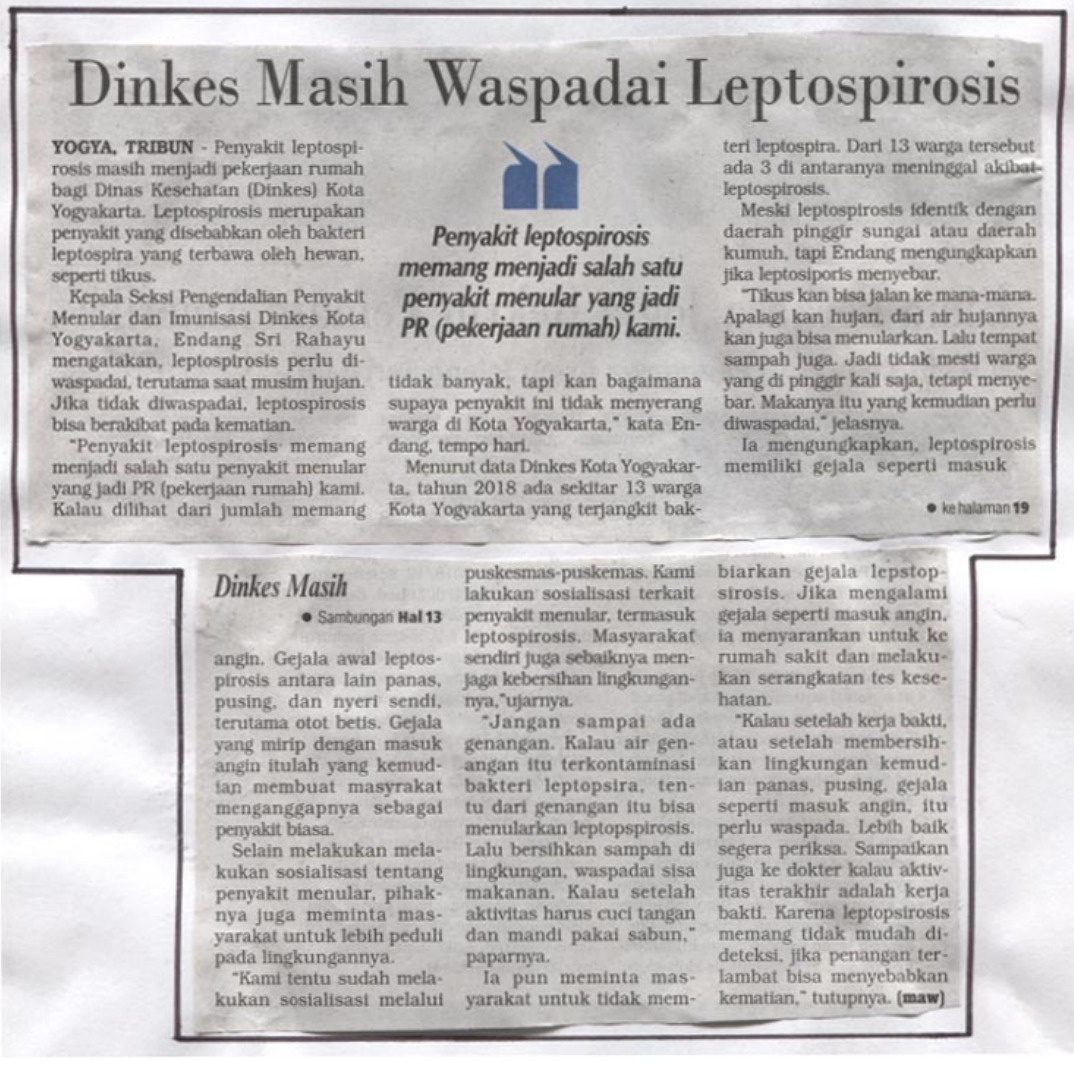 Dinkes Masih Waspadai Leptospirosis
YOGYA, TRIBUN - Penyakit leptospi-
rosis masih menjadi pekerjaan rumah
bagi Dinas Kesehatan (Dinkes) Kota
Yogyakarta. Leptospirosis merupakan
penyakit yang disebabkan oleh bakteri
leptospira yang terbawa oleh hewan,
seperti tikus.
Kepala Seksi Pengendalian Penyakit
Menular dan Imunisasi Dinkes Kota
Yogyakarta, Endang Sri Rahayu
mengatakan, leptospirosis perlu di-
waspadai, terutama saat musim hujan.
Jika tidak diwaspadai, leptospirosis
bisa berakibat pada kematian.
"Penyakit leptospirosis memang
menjadi salah satu penyakit menular
yang jadi PR (pekerjaan rumah) kami.
Kalau dilihat dari jumlah memang
Penyakit leptospirosis
memang menjadi salah satu
penyakit menular yang jadi
PR (pekerjaan rumah) kami.
tidak banyak, tapi kan bagaimana
supaya penyakit ini tidak menyerang
warga di Kota Yogyakarta," kata En-
dang, tempo hari.
Menurut data Dinkes Kota Yogyakar-
ta, tahun 2018 ada sekitar 13 warga
Kota Yogyakarta yang terjangkit bak-
teri leptospira. Dari 13 warga tersebut
ada 3 di antaranya meninggal akibat
leptospirosis.
Meski leptospirosis identik dengan
daerah pinggir sungai atau daerah
kumuh, tapi Endang mengungkapkan
jika leptosiporis menyebar.
"Tikus kan bisa jalan ke mana-mana.
Apalagi kan hujan, dari air hujannya
kan juga bisa menularkan. Lalu tempat
sampah juga. Jadi tidak mesti warga
yang di pinggir kali saja, tetapi menye-
bar. Makanya itu yang kemudian perlu
diwaspadai," jelasnya.
Ia mengungkapkan, leptospirosis
memiliki gejala seperti masuk
● ke halaman 19
Dinkes Masih
● Sambungan Hal 13
angin. Gejala awal leptos-
pirosis antara lain panas,
pusing, dan nyeri sendi,
terutama otot betis. Gejala
yang mirip dengan masuk
angin itulah yang kemud-
ian membuat masyrakat
menganggapnya sebagai
penyakit biasa.
Selain melakukan mela-
kukan sosialisasi tentang
penyakit menular, pihak-
nya juga meminta mas-
yarakat untuk lebih peduli
pada lingkungannya.
"Kami tentu sudah mela-
kukan sosialisasi melalui
puskesmas-puskemas. Kami
lakukan sosialisasi terkait
penyakit menular, termasuk
leptospirosis. Masyarakat
sendiri juga sebaiknya men-
jaga kebersihan lingkungan-
nya,"ujarnya.
"Jangan sampai ada
genangan. Kalau air gen-
angan itu terkontaminasi
bakteri leptopsira, ten-
tu dari genangan itu bisa
menularkan leptopspirosis.
Lalu bersihkan sampah di
lingkungan, waspadai sisa
makanan. Kalau setelah
aktivitas harus cuci tangan
dan mandi pakai sabun,"
paparnya.
Ia pun meminta mas-
yarakat untuk tidak mem-
biarkan gejala lepstop-
sirosis. Jika mengalami
gejala seperti masuk angin,
ia menyarankan untuk ke
rumah sakit dan melaku-
kan serangkaian tes kese-
hatan.
"Kalau setelah kerja bakti,
atau setelah membersih-
kan lingkungan kemud-
ian panas, pusing, gejala
seperti masuk angin, itu
perlu waspada. Lebih baik
segera periksa. Sampaikan
juga ke dokter kalau aktiv-
itas terakhir adalah kerja
bakti. Karena leptopsirosis
memang tidak mudah di-
deteksi, jika penangan ter-
lambat bisa menyebabkan
kematian," tutupnya. (maw)